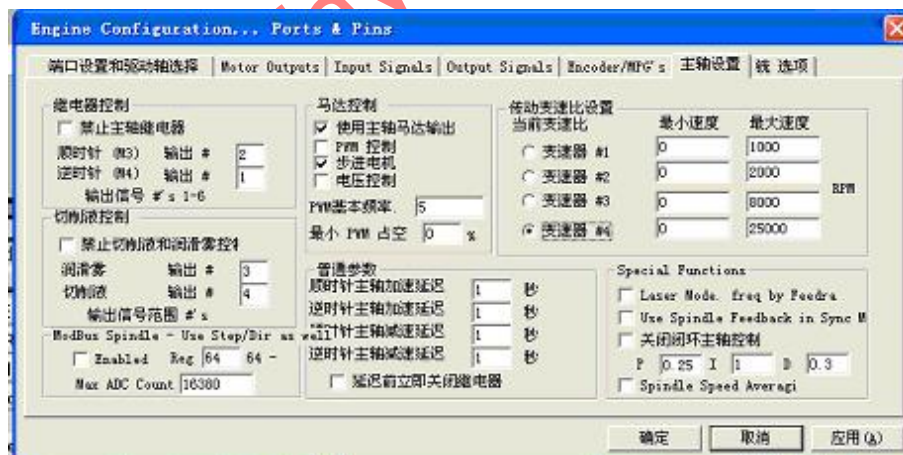 Engine Configuration... Ports & Pins
端口设置和驱动轴选择 Motor Outputs Input Signals Output Signals Encoder/MPG's 主轴设置 铣 选项
继电器控制
禁止主轴继电器
顺时针 (M3) 输出 # 2
逆时针 (M4) 输出 # 1
输出信号 #'s 1-6
切削液控制
禁止切削液和润滑雾控
润滑雾 输出 # 3
切削液 输出 # 4
输出信号范围 #'s
ModBus Spindle - Use Step/Dir as well
Enabled Reg 64 64 -
Max ADC Count 16380
马达控制
使用主轴马达输出
PWM 控制
步进电机
电压控制
PWM基本频率. 5
最小 PWM 占空 0 %
普通参数
顺时针主轴加速延迟 1 秒
逆时针主轴加速延迟 1 秒
时针主轴减速延迟 1 秒
逆时针主轴减速延迟 1 秒
延迟前立即关闭继电器
传动变速比设置
当前变速比 最小速度 最大速度
变速器 #1 0 1000
变速器 #2 0 2000
变速器 #3 0 8000
变速器 #4 0 25000
RPM
Special Functions
Laser Mode. freq by Feedra
Use Spindle Feedback in Sync M
关闭闭环主轴控制
P 0.25 I 1 D 0.3
Spindle Speed Averagi
确定 取消 应用(A)